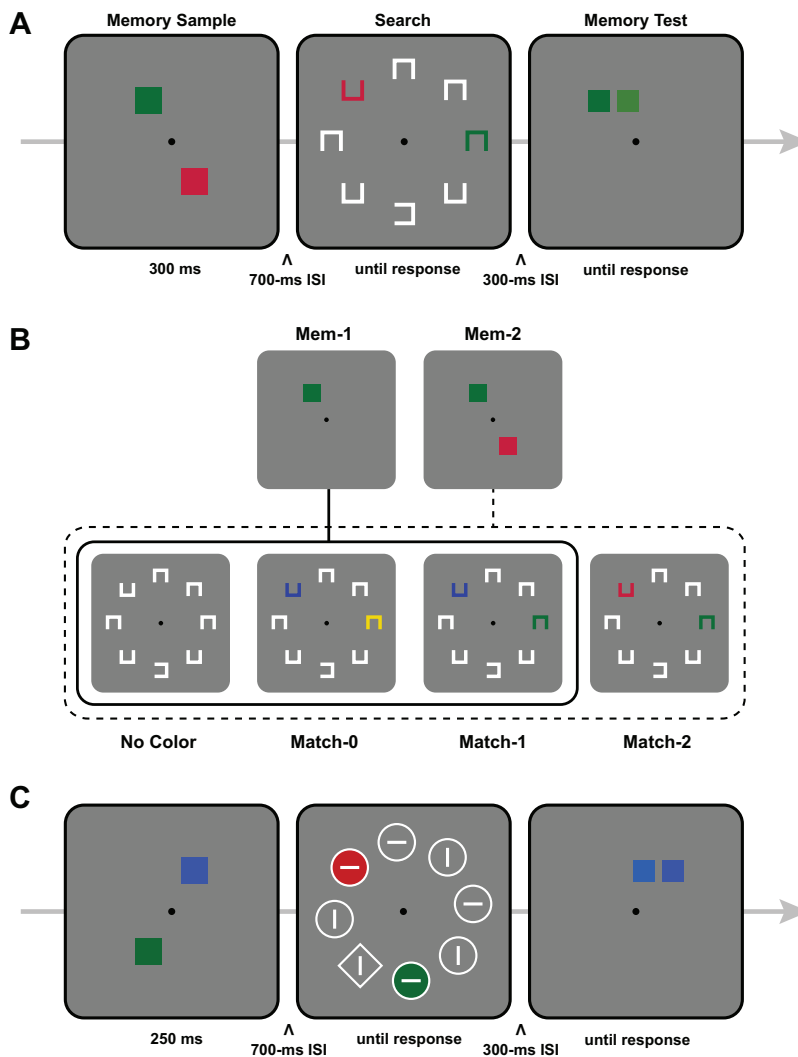 A
Memory Sample
Search
Memory Test
300 ms
700-ms ISI
until response
300-ms ISI
until response
B
Mem-1
Mem-2
No Color
Match-0
Match-1
Match-2
C
250 ms
700-ms ISI
until response
300-ms ISI
until response